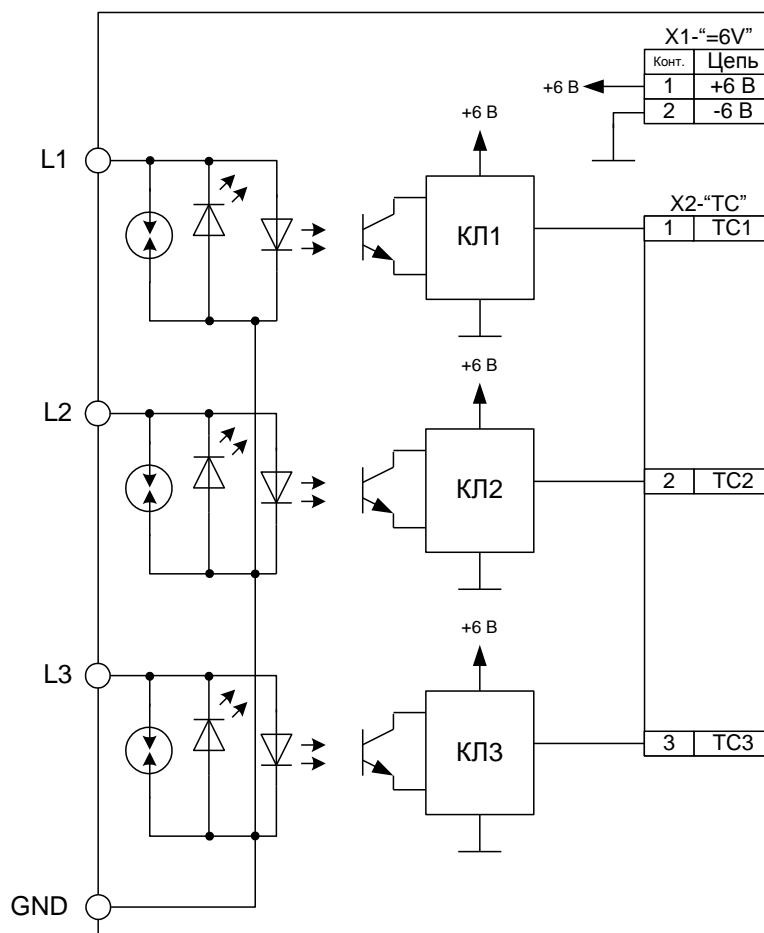 X1-“=6V”
Конт. Цепь
+6 В 1 +6 В
2 -6 В
+6 В
L1
X2-“ТС”
КЛ1 1 ТС1
+6 В
L2
КЛ2 2 ТС2
+6 В
L3
КЛ3 3 ТС3
GND